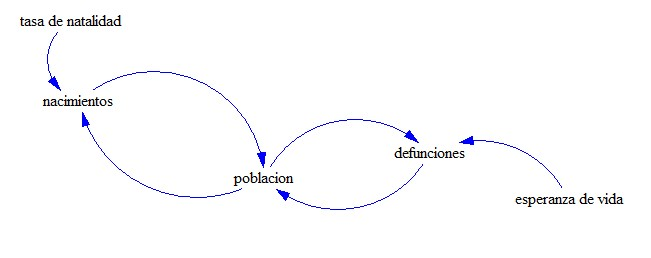 tasa de natalidad
nacimientos
defunciones
poblacion
esperanza de vida